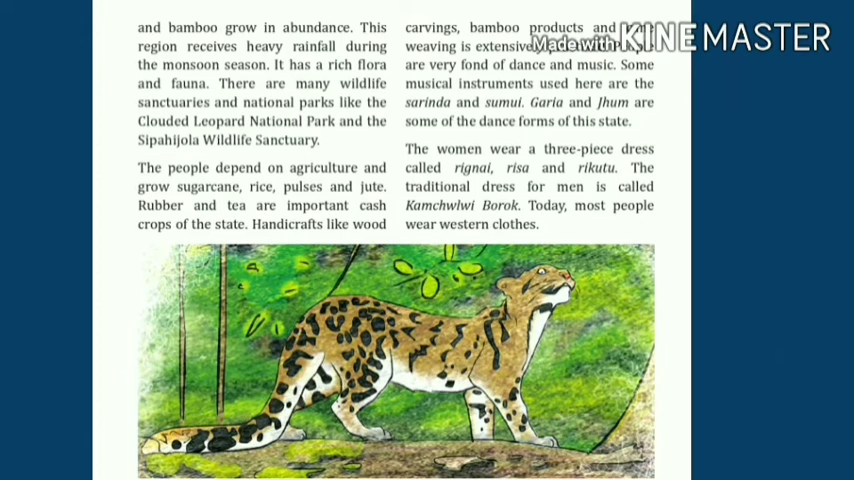 and bamboo grow in abundance. This
region receives heavy rainfall during
the monsoon season. It has a rich flora
and fauna. There are many wildlife
sanctuaries and national parks like the
Clouded Leopard National Park and the
Sipahijola Wildlife Sanctuary.
The people depend on agriculture and
grow sugarcane, rice, pulses and jute.
Rubber and tea are important cash
crops of the state. Handicrafts like wood
carvings, bamboo products and
weaving is extensively
are very fond of dance and music. Some
musical instruments used here are the
sarinda and sumui. Garia and Jhum are
some of the dance forms of this state.
The women wear a three-piece dress
called rignai, risa and rikutu. The
traditional dress for men is called
Kamchwlwi Borok. Today, most people
wear western clothes.
Made with KINEMASTER